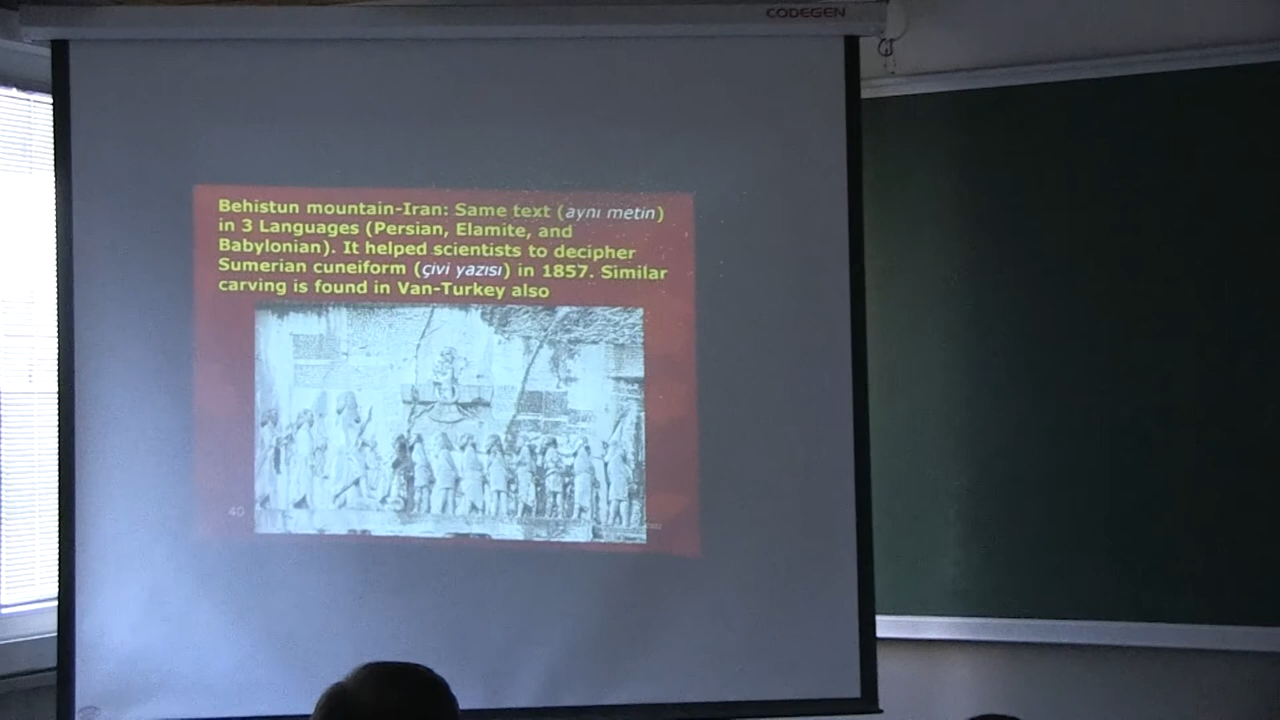 CODEGEN
Behistun mountain-Iran: Same text (aynı metin)
in 3 Languages (Persian, Elamite, and
Babylonian). It helped scientists to decipher
Sumerian cuneiform (çivi yazısı) in 1857. Similar
carving is found in Van-Turkey also
40